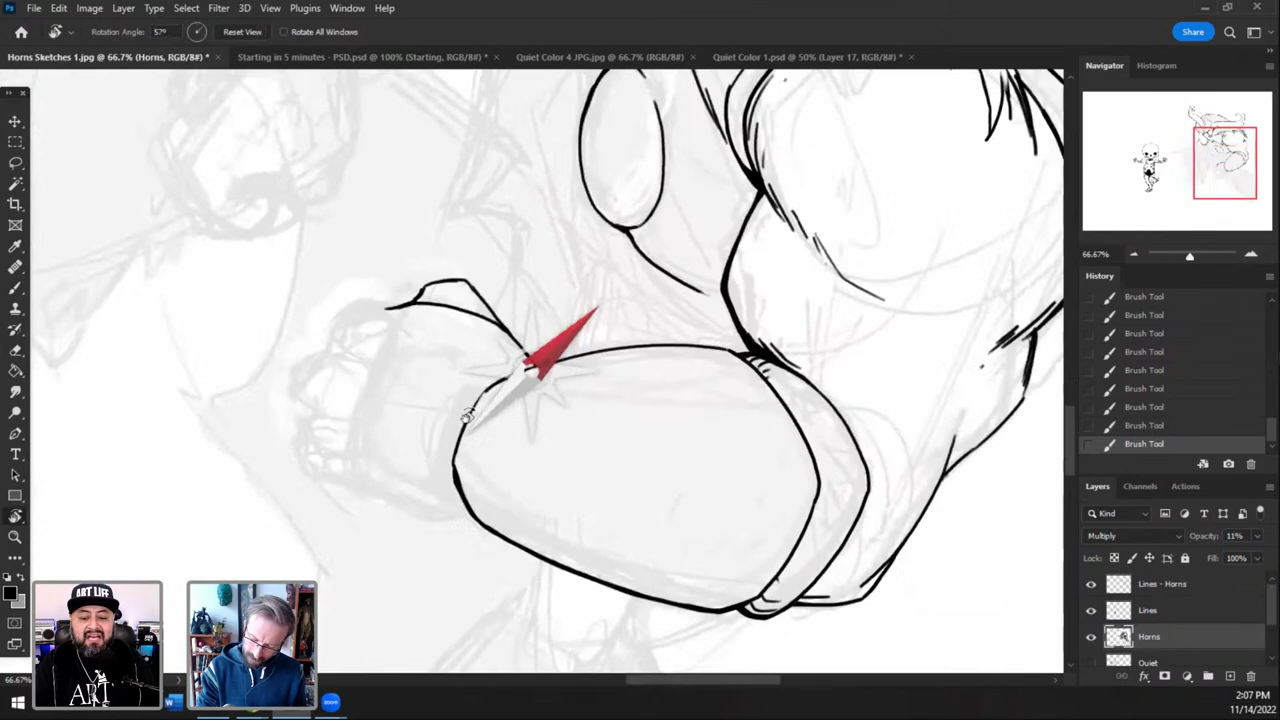 Ps File Edit Image Layer Type Select Filter 3D View Plugins Window Help
Rotation Angle: 57° Reset View Rotate All Windows Share
Horns Sketches 1.jpg @ 66.7% (Horns, RGB/8#) * × Starting in 5 minutes - PSD.psd @ 100% (Starting, RGB/8#) * × Quiet Color 4 JPG.jpg @ 66.7% (RGB/8#) × Quiet Color 1.psd @ 50% (Layer 17, RGB/8#) * ×
Navigator Histogram
66.67%
History
Brush Tool
Brush Tool
Brush Tool
Brush Tool
Brush Tool
Brush Tool
Brush Tool
Brush Tool
Brush Tool
Layers Channels Actions
Kind
Multiply Opacity: 11%
Lock: Fill: 100%
Lines - Horns
Lines
Horns
Quiet
ART LIFE
ART
66.67%
W zoom
2:07 PM
11/14/2022